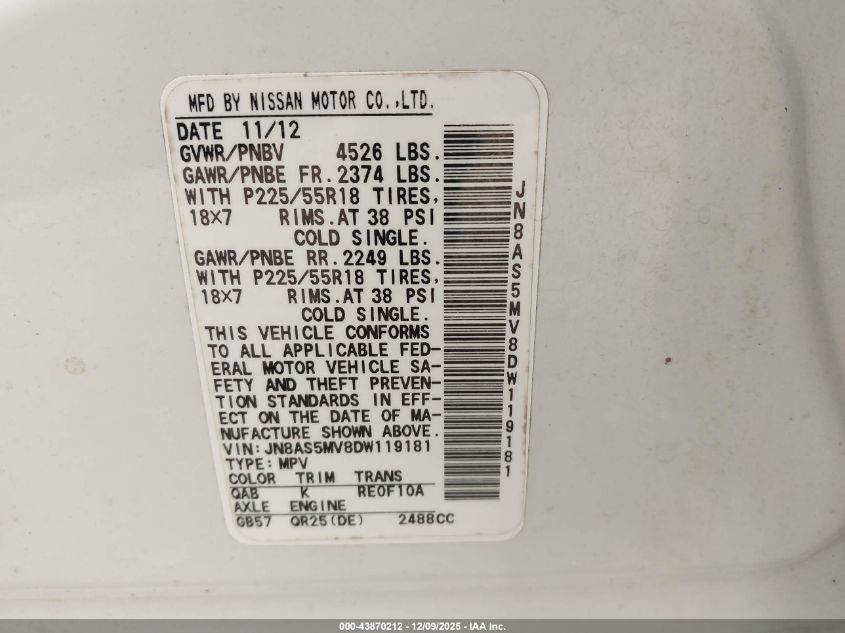 MFD BY NISSAN MOTOR CO.,LTD.
DATE 11/12
GVWR/PNBV 4526 LBS.
GAWR/PNBE FR. 2374 LBS.
WITH P225/55R18 TIRES,
18×7 RIMS. AT 38 PSI
COLD SINGLE.
GAWR/PNBE RR. 2249 LBS.
WITH P225/55R18 TIRES,
18×7 RIMS. AT 38 PSI
COLD SINGLE.
THIS VEHICLE CONFORMS
TO ALL APPLICABLE FED-
ERAL MOTOR VEHICLE SA-
FETY AND THEFT PREVEN-
TION STANDARDS IN EFF-
ECT ON THE DATE OF MA-
NUFACTURE SHOWN ABOVE.
VIN: JN8AS5MV8DW119181
TYPE: MPV
COLOR TRIM TRANS
QAB K RE0F10A
AXLE ENGINE
GB57 QR25(DE) 2488CC
JN8AS5MV8DW119181
000-43870212 - 12/09/2025 - IAA Inc.